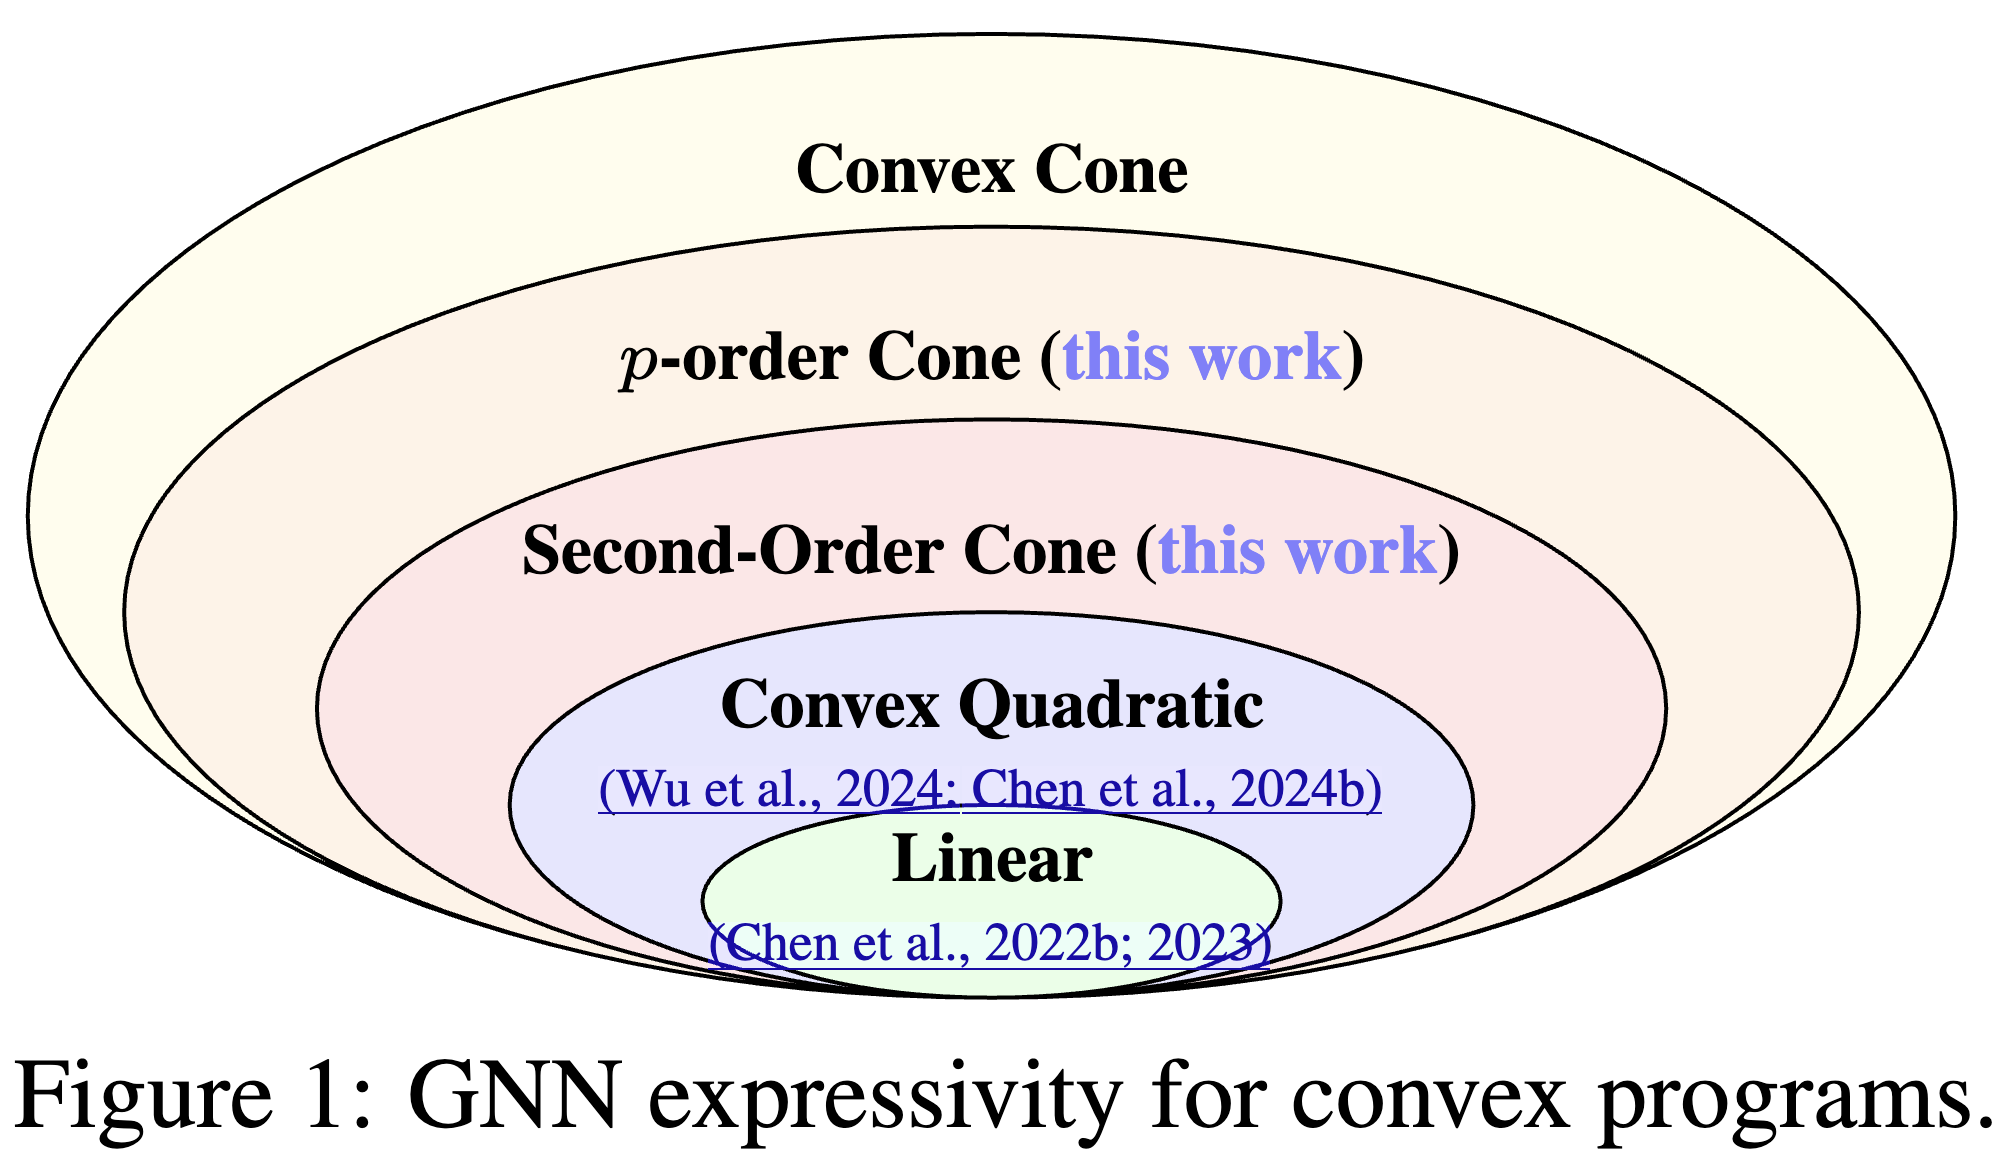 Convex Cone
p-order Cone (this work)
Second-Order Cone (this work)
Convex Quadratic
(Wu et al., 2024; Chen et al., 2024b)
Linear
(Chen et al., 2022b; 2023)
Figure 1: GNN expressivity for convex programs.